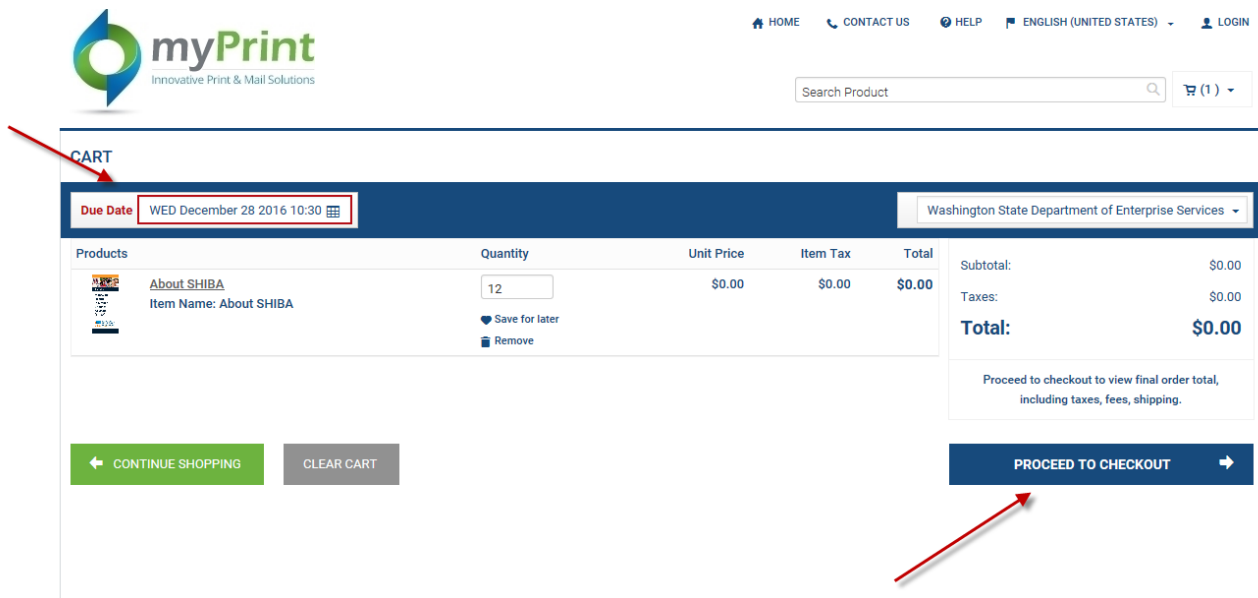 HOME CONTACT US HELP ENGLISH (UNITED STATES) LOGIN
myPrint
Innovative Print & Mail Solutions
Search Product (1)
CART
Due Date WED December 28 2016 10:30 Washington State Department of Enterprise Services
Products Quantity Unit Price Item Tax Total
About SHIBA 12 $0.00 $0.00 $0.00
Item Name: About SHIBA
Save for later
Remove
Subtotal: $0.00
Taxes: $0.00
Total: $0.00
Proceed to checkout to view final order total,
including taxes, fees, shipping.
CONTINUE SHOPPING CLEAR CART PROCEED TO CHECKOUT